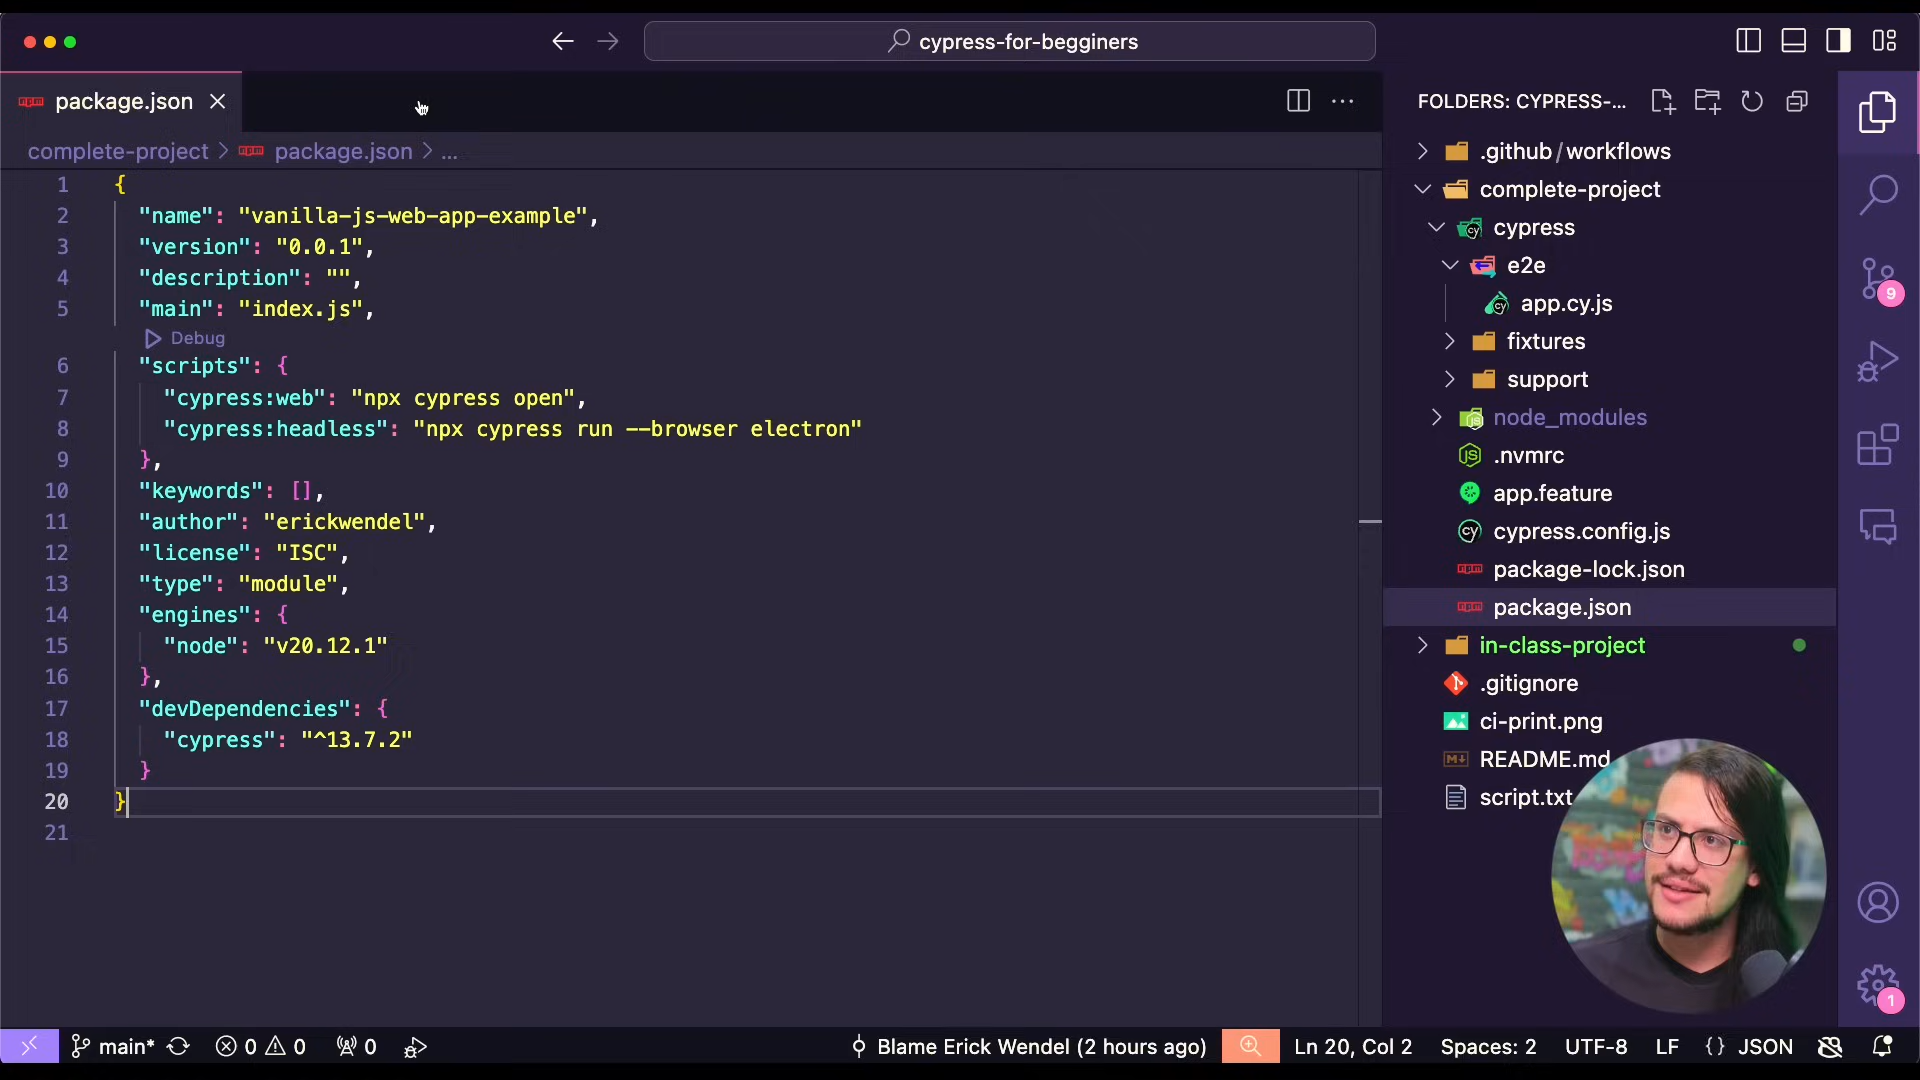 cypress-for-begginers
package.json
complete-project > package.json > ...
1 {
2 "name": "vanilla-js-web-app-example",
3 "version": "0.0.1",
4 "description": "",
5 "main": "index.js",
Debug
6 "scripts": {
7 "cypress:web": "npx cypress open",
8 "cypress:headless": "npx cypress run --browser electron"
9 },
10 "keywords": [],
11 "author": "erickwendel",
12 "license": "ISC",
13 "type": "module",
14 "engines": {
15 "node": "v20.12.1"
16 },
17 "devDependencies": {
18 "cypress": "^13.7.2"
19 }
20 }
21
FOLDERS: CYPRESS-...
.github/workflows
complete-project
cypress
e2e
app.cy.js
fixtures
support
node_modules
.nvmrc
app.feature
cypress.config.js
package-lock.json
package.json
in-class-project
.gitignore
ci-print.png
README.md
script.txt
9
1
main* 0 0 0 Blame Erick Wendel (2 hours ago) Ln 20, Col 2 Spaces: 2 UTF-8 LF {} JSON